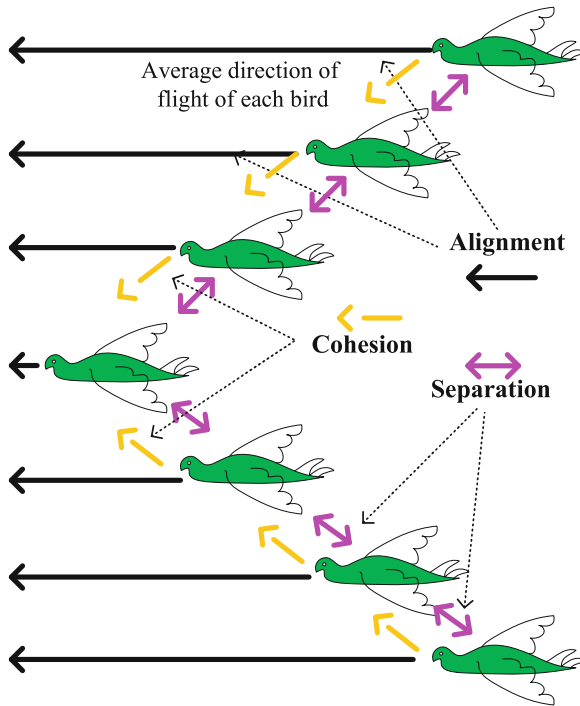 Average direction of
flight of each bird
Alignment
Cohesion
Separation